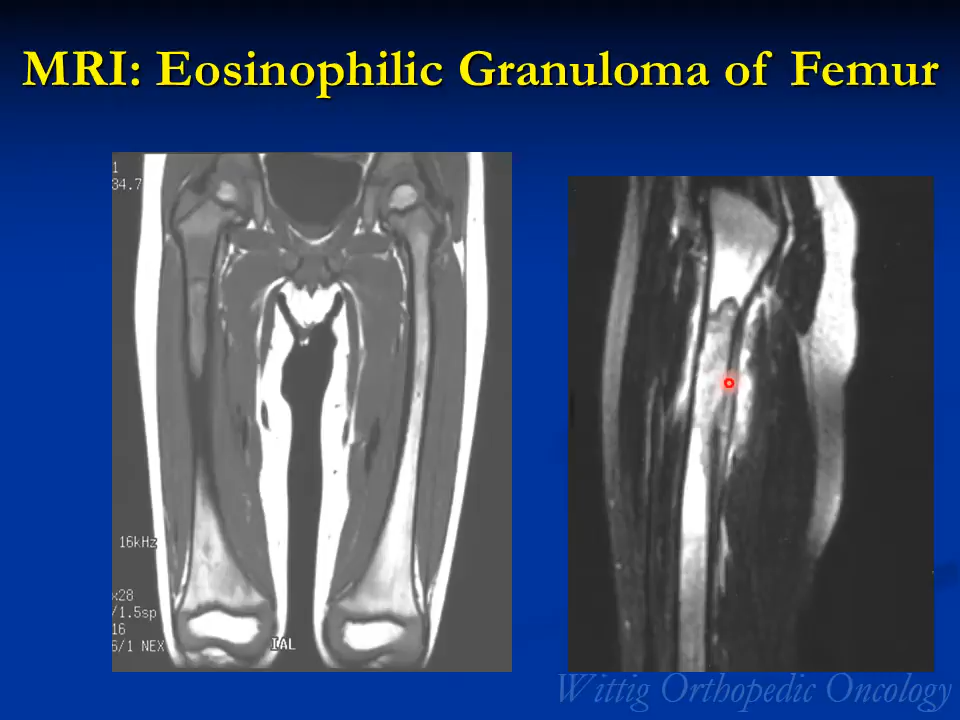 MRI: Eosinophilic Granuloma of Femur
1
34.7
16kHz
x28
/1.5sp
16
6/1 NEX
IAL
Wittig Orthopedic Oncology